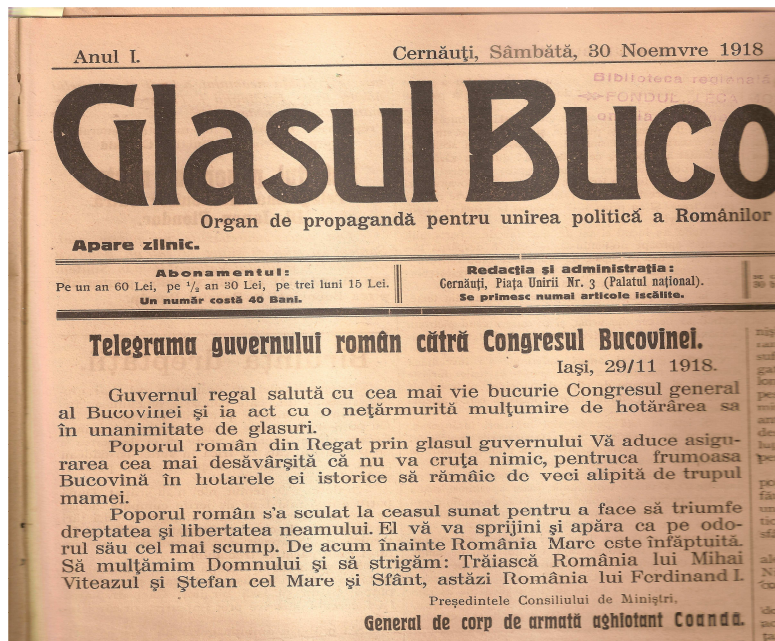 Anul I.
Cernăuţi, Sâmbătă, 30 Noemvre 1918
Biblioteca regională
FONDUL
Glasul Buco
Organ de propagandă pentru unirea politică a Românilor
Apare zilnic.
Abonamentul:
Pe un an 60 Lei, pe 1/2 an 30 Lei, pe trei luni 15 Lei.
Un număr costă 40 Bani.
Redacţia şi administraţia:
Cernăuţi, Piaţa Unirii Nr. 3 (Palatul naţional).
Se primesc numai articole iscălite.
Telegrama guvernului român cătră Congresul Bucovinei.
Iaşi, 29/11 1918.
Guvernul regal salută cu cea mai vie bucurie Congresul general
al Bucovinei şi ia act cu o neţărmurită mulţumire de hotărârea sa
în unanimitate de glasuri.
Poporul român din Regat prin glasul guvernului Vă aduce asigu-
rarea cea mai desăvârşită că nu va cruţa nimic, pentruca frumoasa
Bucovină în hotarele ei istorice să rămâie de veci alipită de trupul
mamei.
Poporul român s'a sculat la ceasul sunat pentru a face să triumfe
dreptatea şi libertatea neamului. El vă va sprijini şi apăra ca pe odo-
rul său cel mai scump. De acum înainte România Mare este înfăptuită.
Să mulţămim Domnului şi să strigăm: Trăiască România lui Mihai
Viteazul şi Ştefan cel Mare şi Sfânt, astăzi România lui Ferdinand I.
Preşedintele Consiliului de Miniştri,
General de corp de armată aghiotant Coanda.